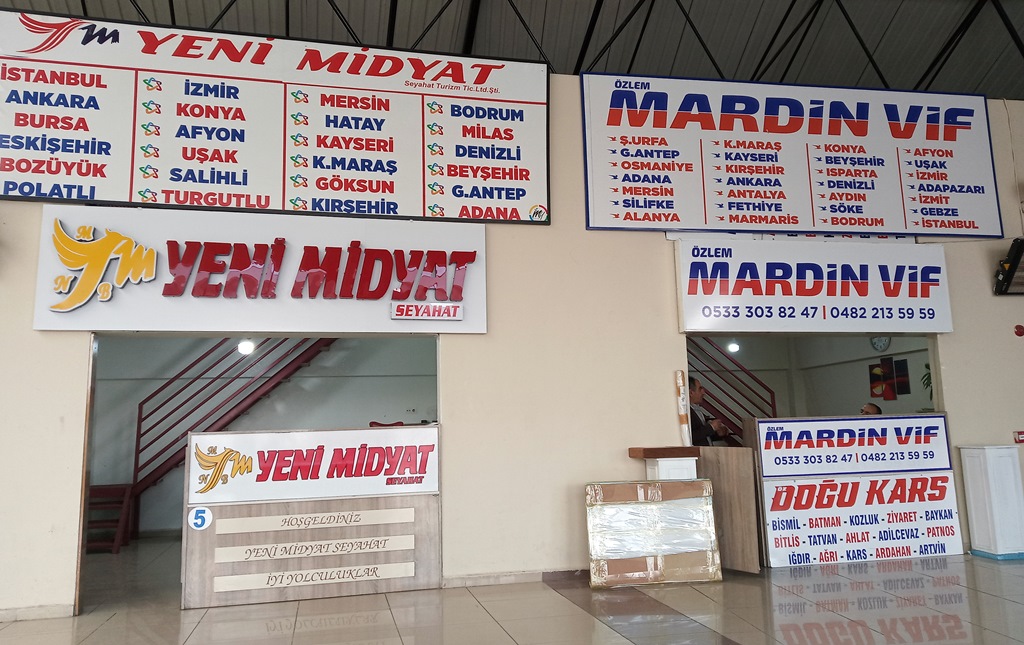 YENİ MİDYAT
Seyahat Turizm Tic.Ltd.Şti.
İSTANBUL
ANKARA
BURSA
ESKİŞEHİR
BOZÜYÜK
POLATLI
İZMİR
KONYA
AFYON
UŞAK
SALİHLİ
TURGUTLU
MERSİN
HATAY
KAYSERİ
K.MARAŞ
GÖKSUN
KIRŞEHİR
BODRUM
MİLAS
DENİZLİ
BEYŞEHİR
G.ANTEP
ADANA
ÖZLEM
MARDİN VİF
Ş.URFA
G.ANTEP
OSMANİYE
ADANA
MERSİN
SİLİFKE
ALANYA
K.MARAŞ
KAYSERİ
KIRŞEHİR
ANKARA
ANTALYA
FETHİYE
MARMARİS
KONYA
BEYŞEHİR
ISPARTA
DENİZLİ
AYDIN
SÖKE
BODRUM
AFYON
UŞAK
İZMİR
ADAPAZARI
İZMİT
GEBZE
İSTANBUL
M
N B
YENİ MİDYAT
SEYAHAT
ÖZLEM
MARDİN VİF
0533 303 82 47 | 0482 213 59 59
M
N B
YENİ MİDYAT
SEYAHAT
5
HOŞGELDİNİZ
YENİ MİDYAT SEYAHAT
İYİ YOLCULUKLAR
ÖZLEM
MARDİN VİF
0533 303 82 47 | 0482 213 59 59
DOĞU KARS
BİSMİL - BATMAN - KOZLUK - ZİYARET - BAYKAN
BİTLİS - TATVAN - AHLAT - ADİLCEVAZ - PATNOS
IĞDIR - AĞRI - KARS - ARDAHAN - ARTVİN